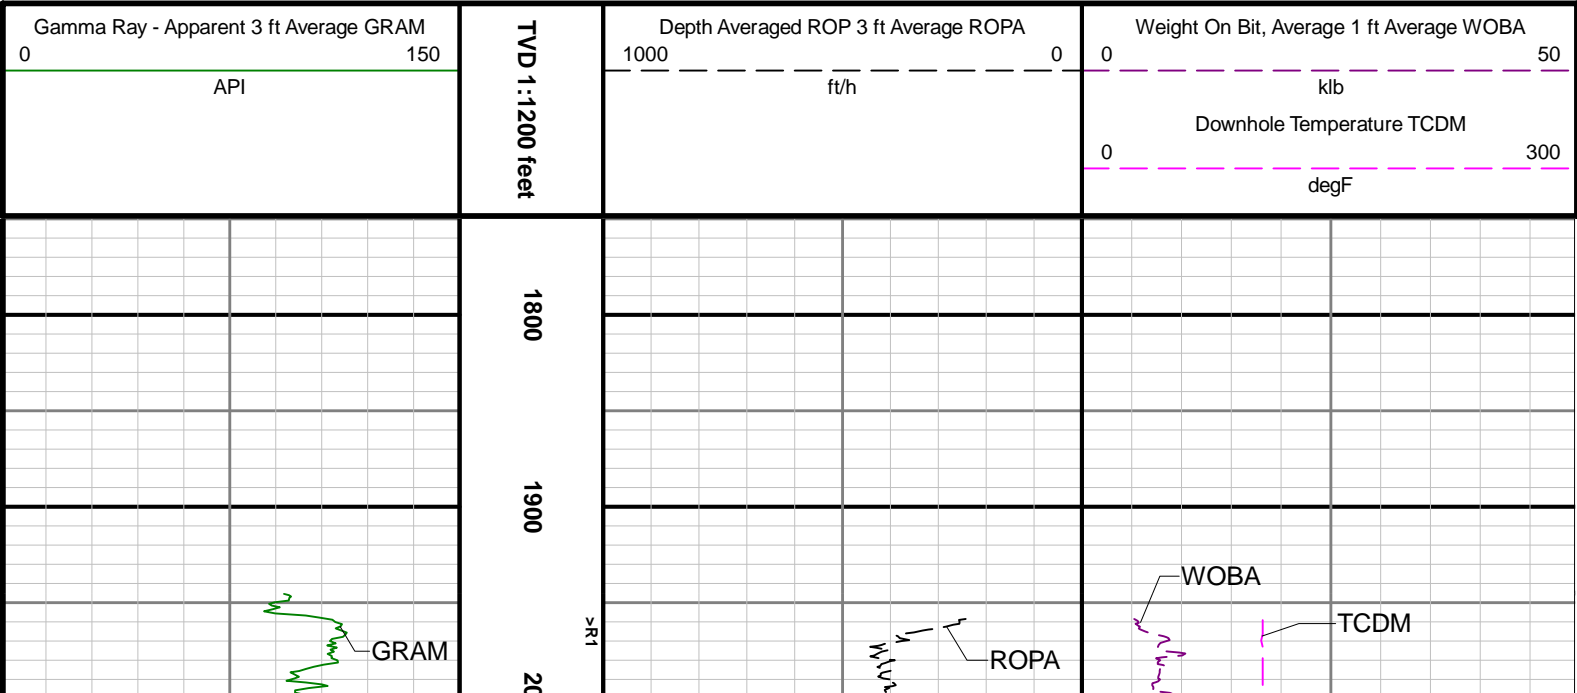 Gamma Ray - Apparent 3 ft Average GRAM
0 150
API
TVD 1:1200 feet
Depth Averaged ROP 3 ft Average ROPA
1000 0
ft/h
Weight On Bit, Average 1 ft Average WOBA
0 50
klb
Downhole Temperature TCDM
0 300
degF
1800
1900
WOBA
TCDM
>R1
GRAM
ROPA
20